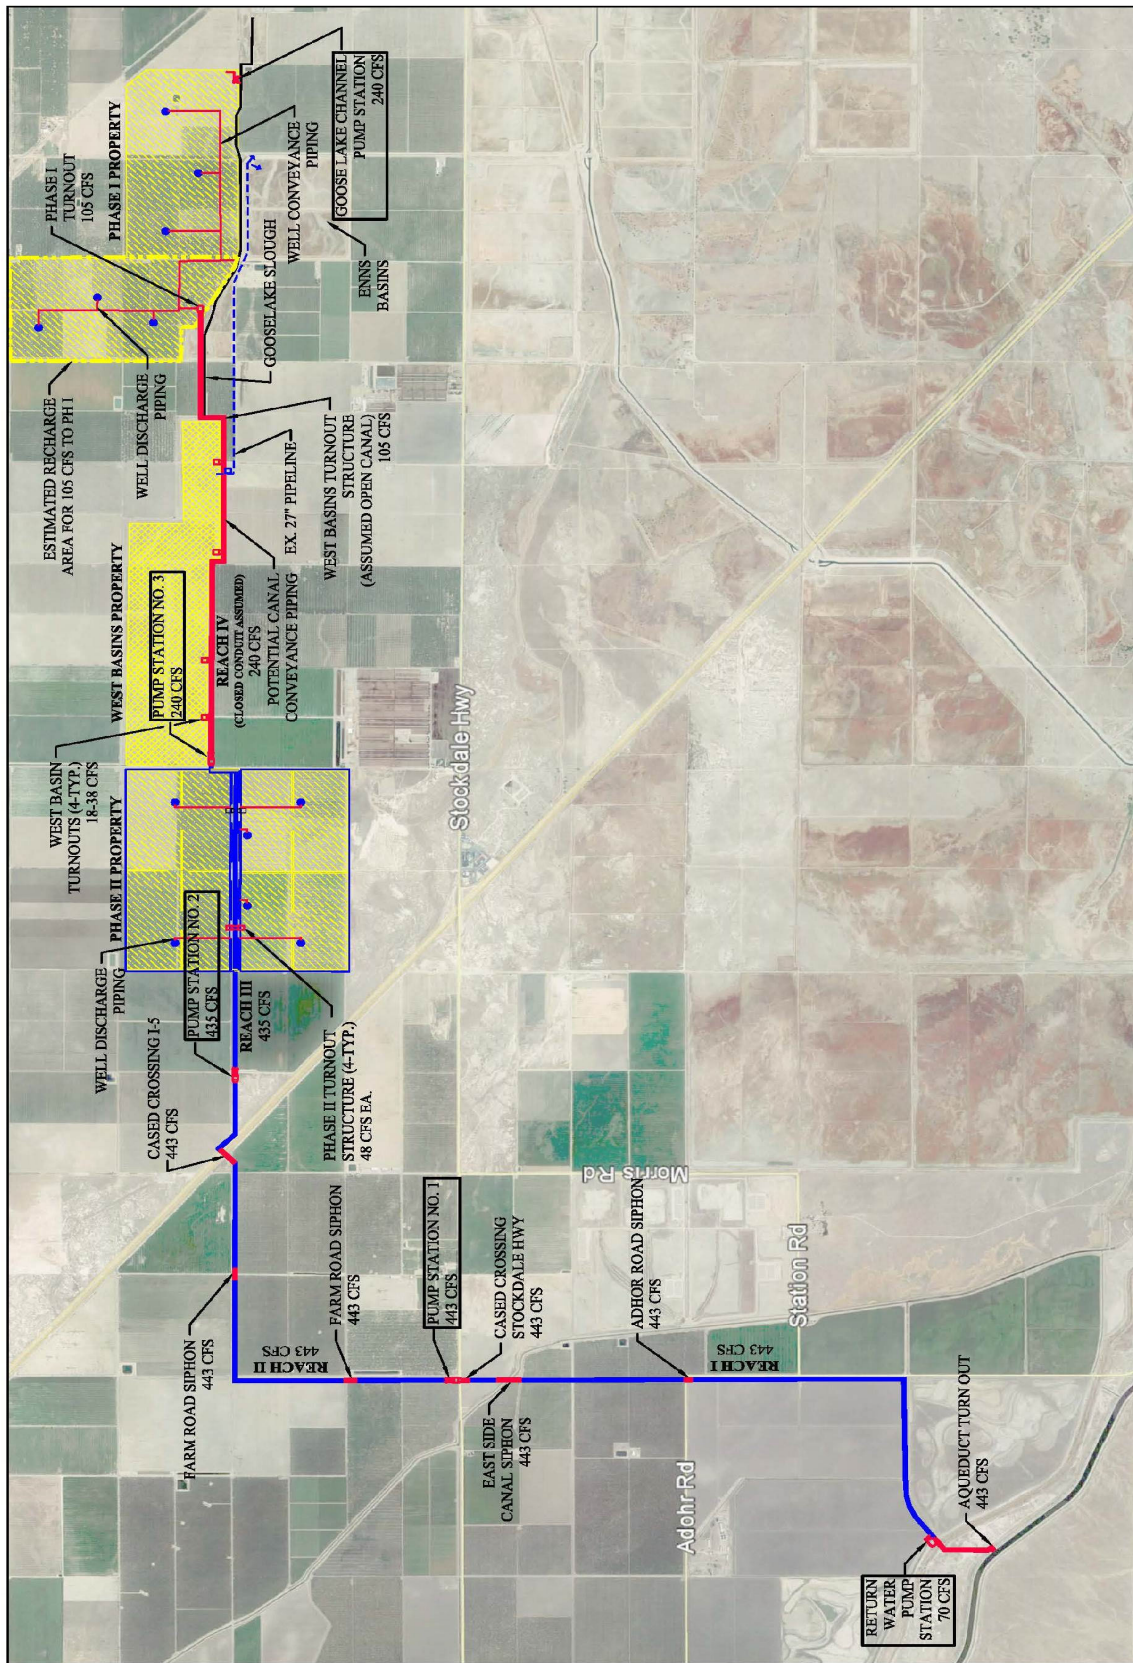 ESTIMATED RECHARGE
AREA FOR 105 CFS TO PH I
WELL DISCHARGE
PIPING
PHASE I
TURNOUT
105 CFS
PHASE I PROPERTY
GOOSELAKE SLOUGH
WELL CONVEYANCE
PIPING
ENNS
BASINS
GOOSE LAKE CHANNEL
PUMP STATION
240 CFS
WEST BASINS PROPERTY
PUMP STATION NO. 3
240 CFS
REACH IV
(CLOSED CONDUIT ASSUMED)
240 CFS
POTENTIAL CANAL
CONVEYANCE PIPING
EX. 27" PIPELINE
WEST BASINS TURNOUT
STRUCTURE
(ASSUMED OPEN CANAL)
105 CFS
WEST BASIN
TURNOUTS (4-TYP.)
18-38 CFS
PHASE II PROPERTY
WELL DISCHARGE
PIPING
PUMP STATION NO. 2
435 CFS
REACH III
435 CFS
CASED CROSSING I-5
443 CFS
PHASE II TURNOUT
STRUCTURE (4-TYP.)
48 CFS EA.
Stockdale Hwy
FARM ROAD SIPHON
443 CFS
REACH II
443 CFS
FARM ROAD SIPHON
443 CFS
PUMP STATION NO. 1
443 CFS
CASED CROSSING
STOCKDALE HWY
443 CFS
EAST SIDE
CANAL SIPHON
443 CFS
Morris Rd
ADHOR ROAD SIPHON
443 CFS
Adohr Rd
REACH I
443 CFS
Station Rd
RETURN
WATER
PUMP
STATION
70 CFS
AQUEDUCT TURN OUT
443 CFS